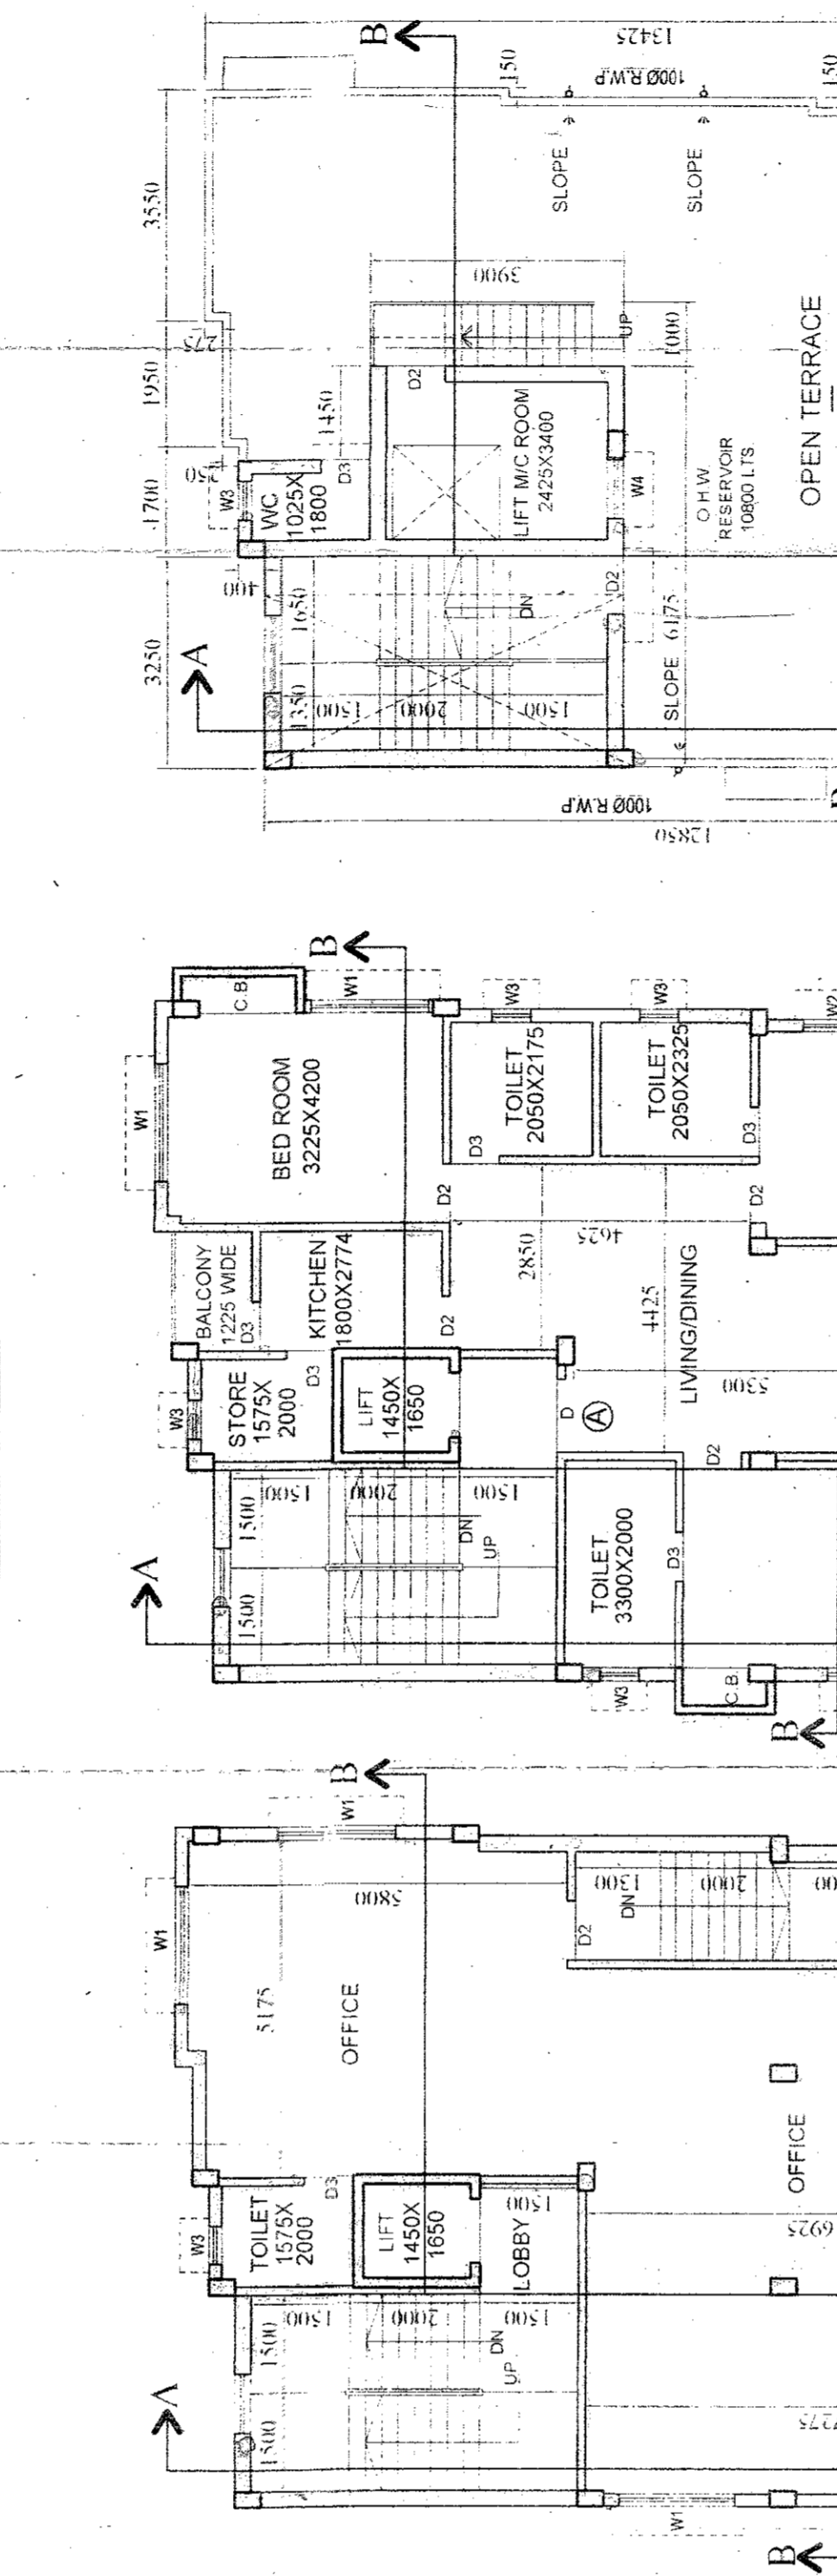 B
13425
150
100Ø R.W.P
150
SLOPE
SLOPE
3550
3900
275
1950
1450
D2
UP
1000
OPEN TERRACE
LIFT M/C ROOM
2425X3400
W3
WC
1025X
1800
D3
1700
W4
O.H.W.
RESERVOIR
10800 LTS.
400
3250
A
1650
1350
1500
2000
1500
DN
D2
SLOPE
6175
100Ø R.W.P
12850
B
W1
C.B.
W1
W3
W3
W2
BED ROOM
3225X4200
TOILET
2050X2175
TOILET
2050X2325
D3
D3
D2
D2
BALCONY
1225 WIDE
KITCHEN
1800X2774
D3
D2
2850
4625
4425
LIVING/DINING
5300
W3
STORE
1575X
2000
D3
LIFT
1450X
1650
D
A
D2
1500
2000
1500
1500
1500
DN
UP
A
TOILET
3300X2000
D3
W3
C.B.
B
B
W1
W1
5800
5175
OFFICE
1300
2000
DN
D2
OFFICE
6925
W3
TOILET
1575X
2000
D3
LIFT
1450X
1650
LOBBY
1500
1500
2000
1500
1500
1500
DN
UP
A
W1
B